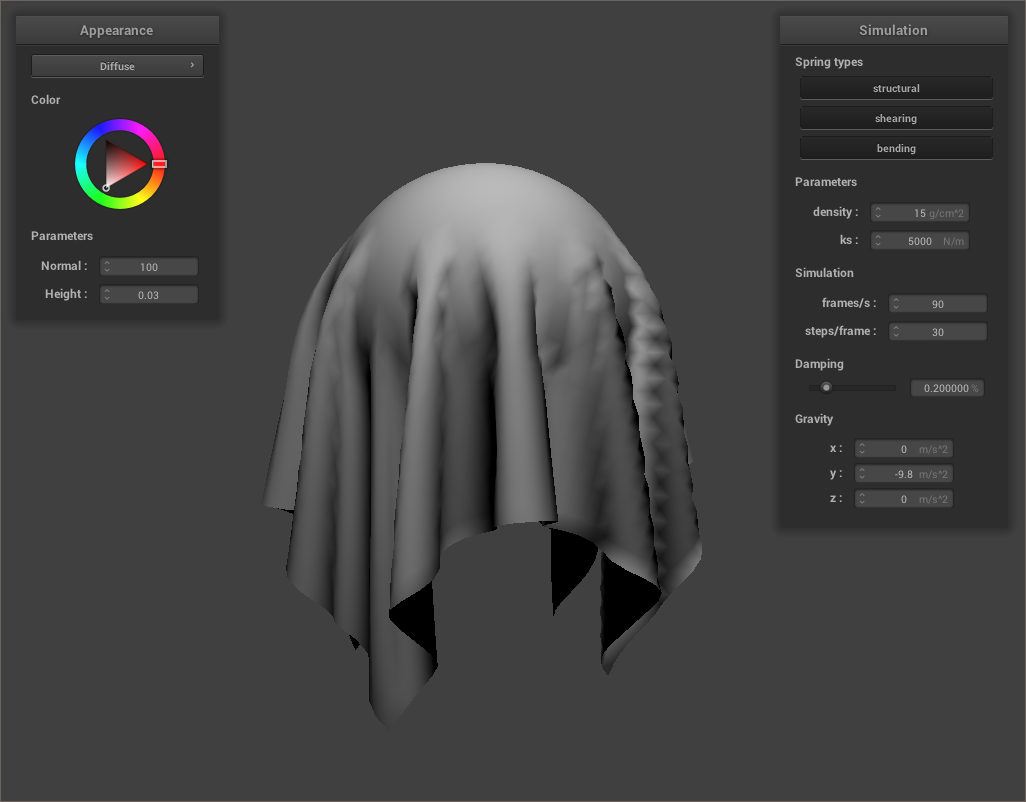 Appearance
Diffuse ›
Color
Parameters
Normal : 100
Height : 0.03
Simulation
Spring types
structural
shearing
bending
Parameters
density : 15 g/cm^2
ks : 5000 N/m
Simulation
frames/s : 90
steps/frame : 30
Damping
0.200000 %
Gravity
x : 0 m/s^2
y : -9.8 m/s^2
z : 0 m/s^2